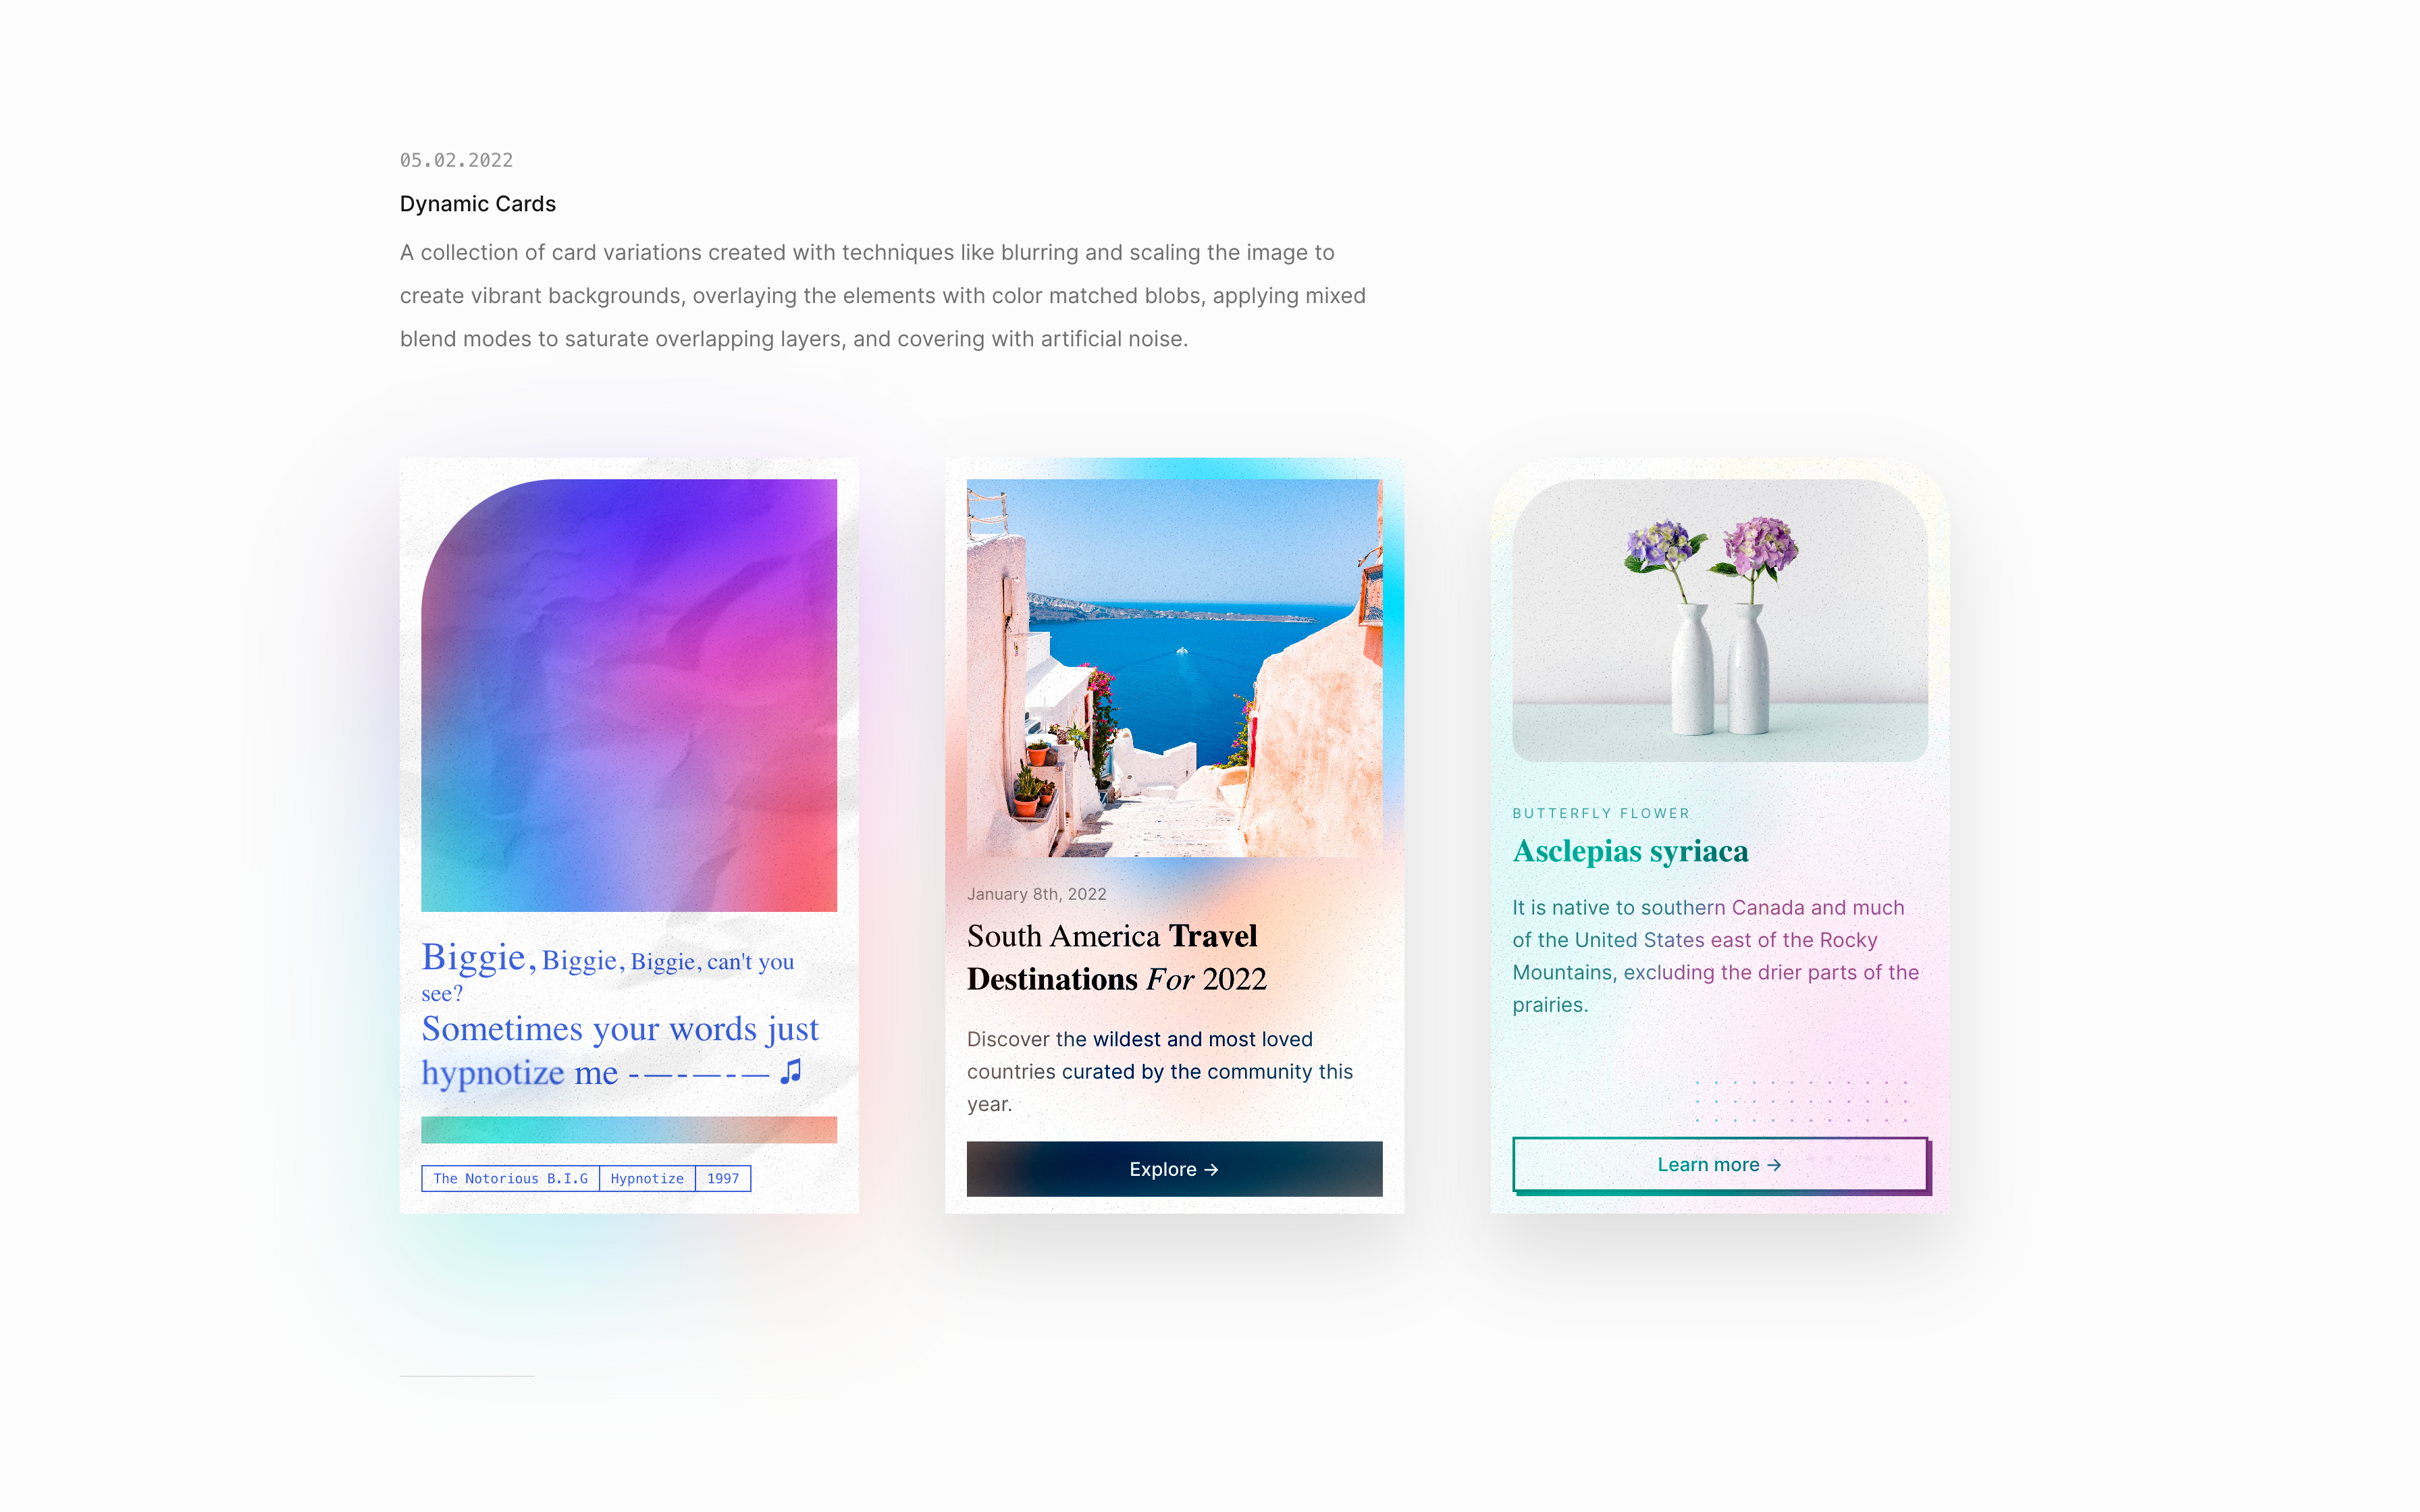 05.02.2022
Dynamic Cards
A collection of card variations created with techniques like blurring and scaling the image to
create vibrant backgrounds, overlaying the elements with color matched blobs, applying mixed
blend modes to saturate overlapping layers, and covering with artificial noise.
Biggie, Biggie, Biggie, can't you
see?
Sometimes your words just
hypnotize me - — - — - — ♫
The Notorious B.I.G Hypnotize 1997
January 8th, 2022
South America Travel
Destinations For 2022
Discover the wildest and most loved
countries curated by the community this
year.
Explore →
BUTTERFLY FLOWER
Asclepias syriaca
It is native to southern Canada and much
of the United States east of the Rocky
Mountains, excluding the drier parts of the
prairies.
Learn more →